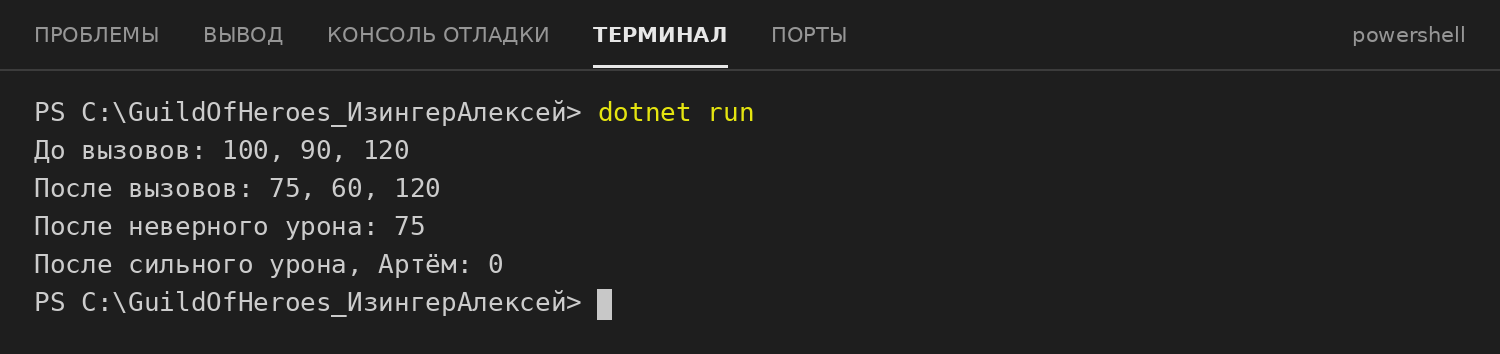 ПРОБЛЕМЫ ВЫВОД КОНСОЛЬ ОТЛАДКИ ТЕРМИНАЛ ПОРТЫ powershell
PS C:\GuildOfHeroes_ИзингерАлексей> dotnet run
До вызовов: 100, 90, 120
После вызовов: 75, 60, 120
После неверного урона: 75
После сильного урона, Артём: 0
PS C:\GuildOfHeroes_ИзингерАлексей>